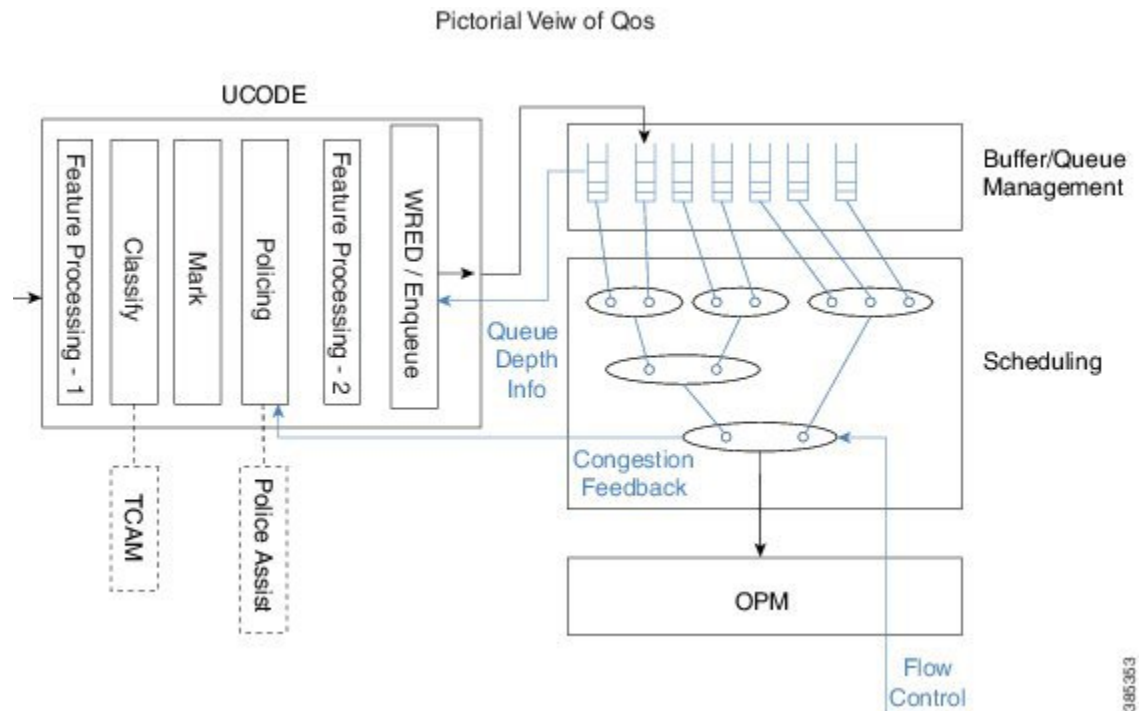 Pictorial Veiw of Qos
UCODE
Feature Processing - 1
Classify
Mark
Policing
Feature Processing - 2
WRED / Enqueue
TCAM
Police Assist
Buffer/Queue
Management
Queue
Depth
Info
Scheduling
Congestion
Feedback
OPM
Flow
Control
385353